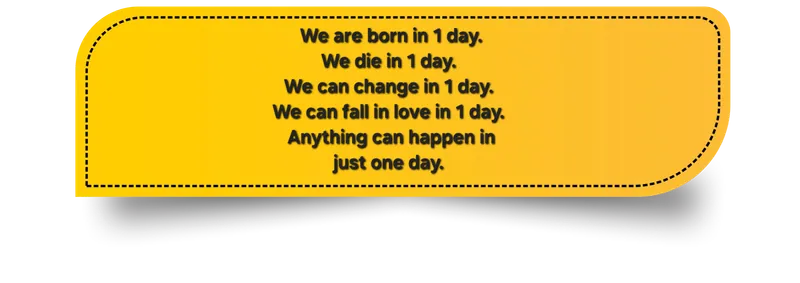 We are born in 1 day.
We die in 1 day.
We can change in 1 day.
We can fall in love in 1 day.
Anything can happen in
just one day.